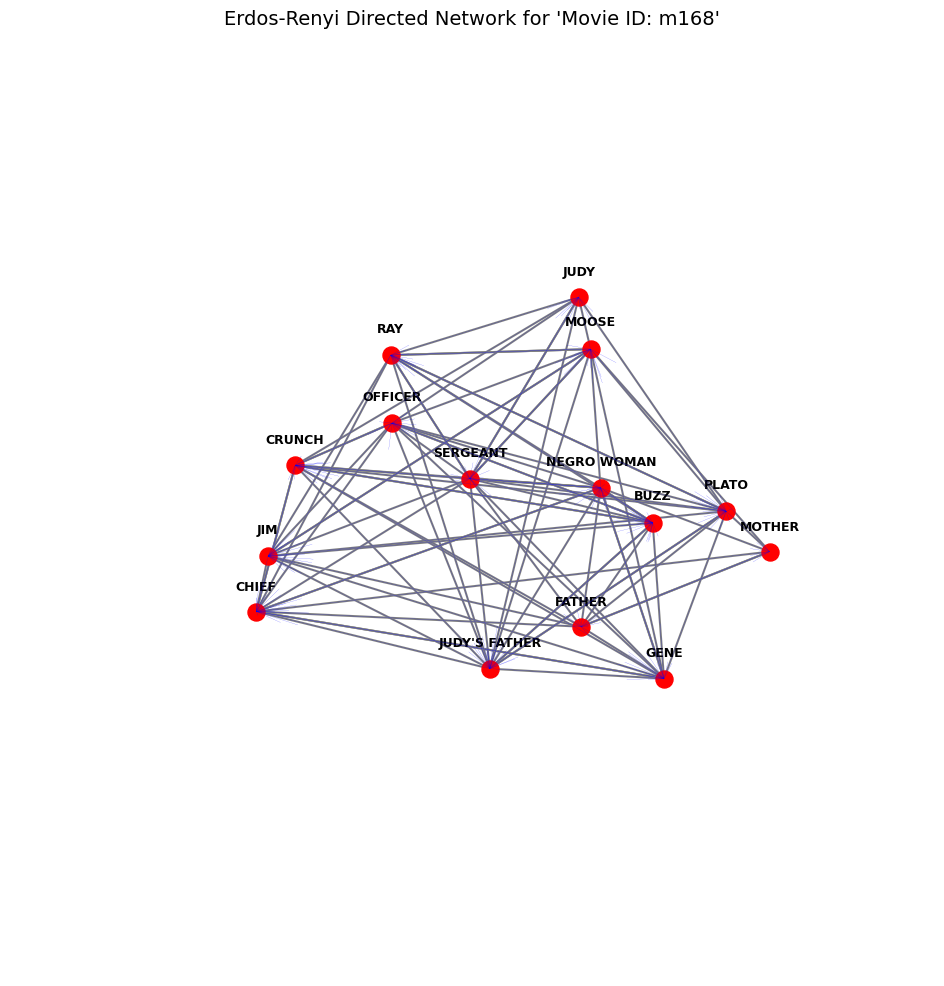 Erdos-Renyi Directed Network for 'Movie ID: m168'
JUDY
MOOSE
RAY
OFFICER
CRUNCH
SERGEANT
NEGRO WOMAN
PLATO
BUZZ
MOTHER
JIM
CHIEF
FATHER
JUDY'S FATHER
GENE